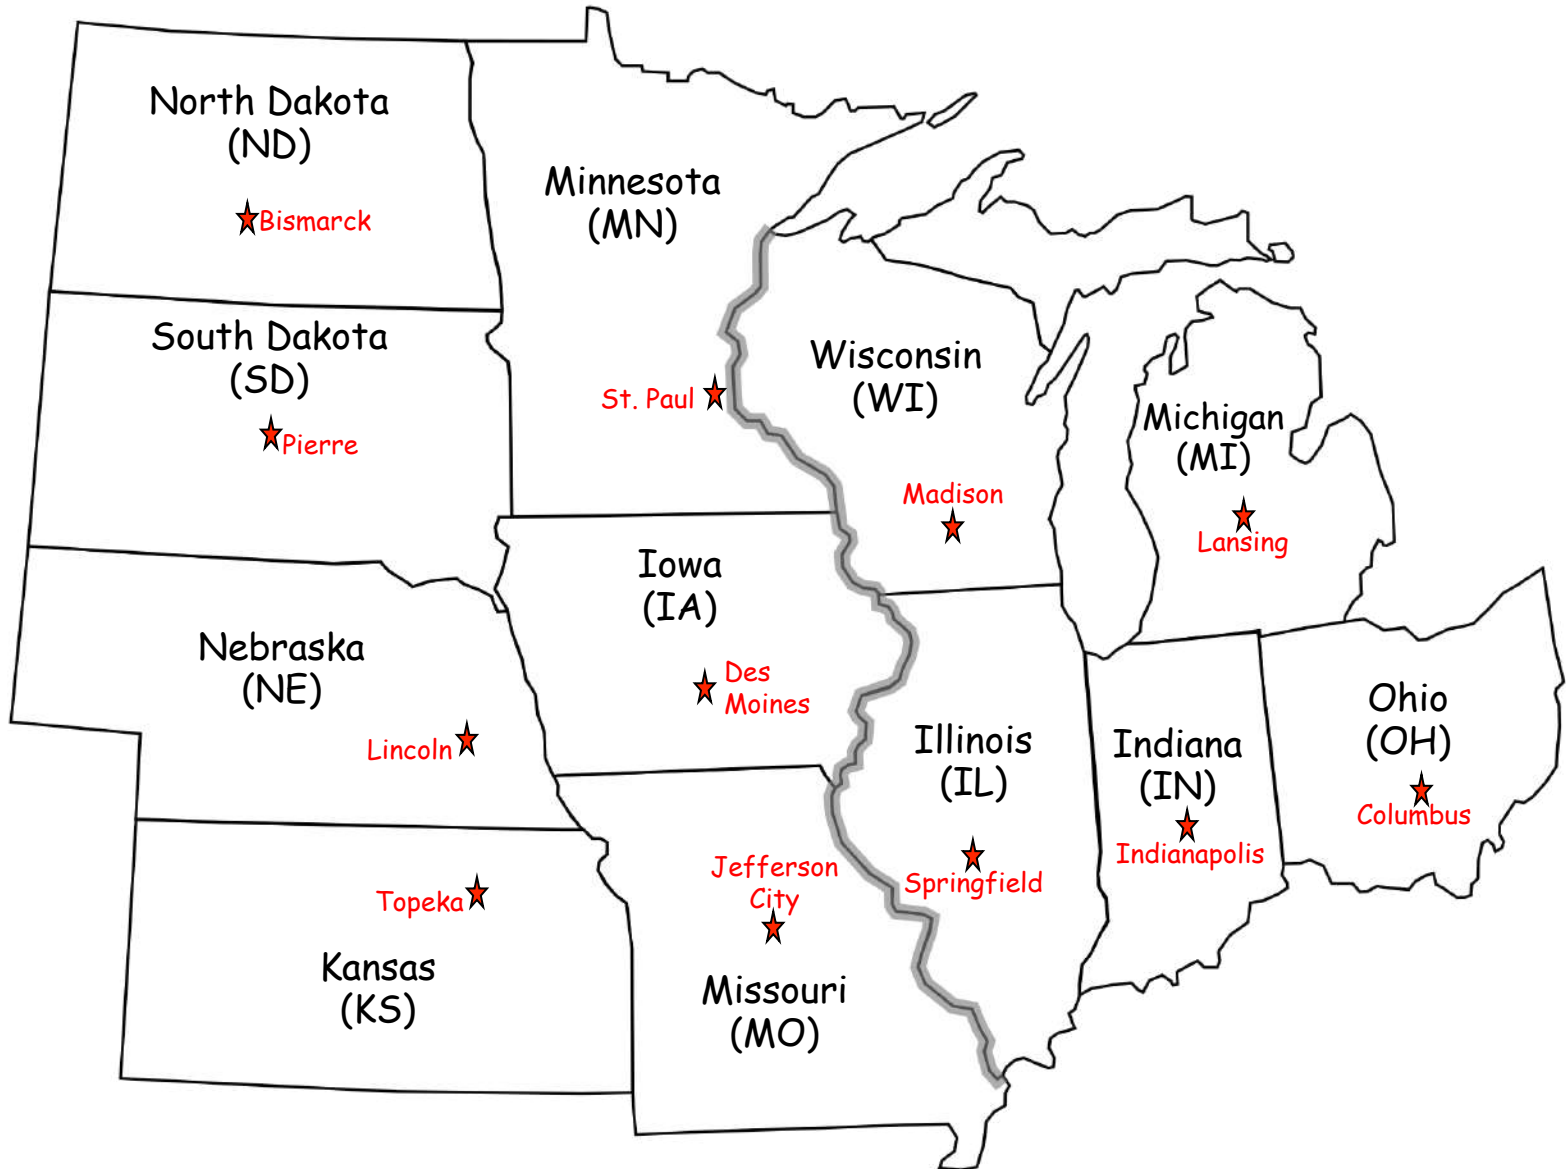 North Dakota
(ND)
Bismarck
Minnesota
(MN)
South Dakota
(SD)
Pierre
St. Paul
Wisconsin
(WI)
Madison
Michigan
(MI)
Lansing
Iowa
(IA)
Des
Moines
Nebraska
(NE)
Lincoln
Illinois
(IL)
Springfield
Indiana
(IN)
Indianapolis
Ohio
(OH)
Columbus
Jefferson
City
Missouri
(MO)
Topeka
Kansas
(KS)